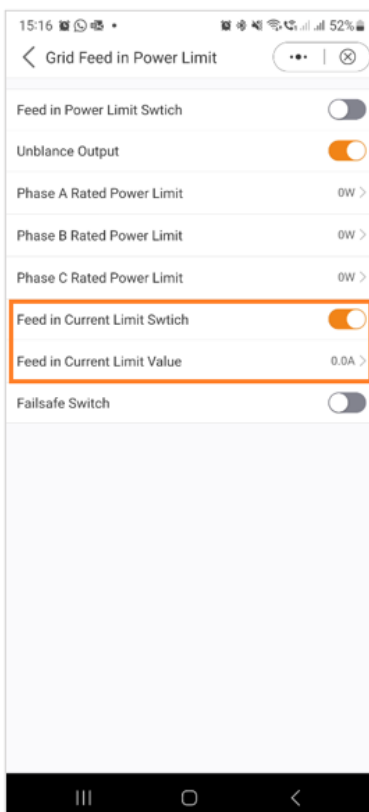 15:16 52%
Grid Feed in Power Limit
Feed in Power Limit Swtich
Unblance Output
Phase A Rated Power Limit 0W
Phase B Rated Power Limit 0W
Phase C Rated Power Limit 0W
Feed in Current Limit Swtich
Feed in Current Limit Value 0.0A
Failsafe Switch